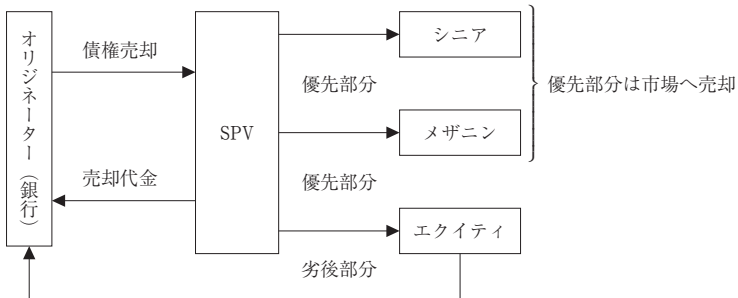 オリジネーター（銀行）
債権売却
売却代金
SPV
シニア
優先部分
メザニン
優先部分
エクイティ
劣後部分
優先部分は市場へ売却